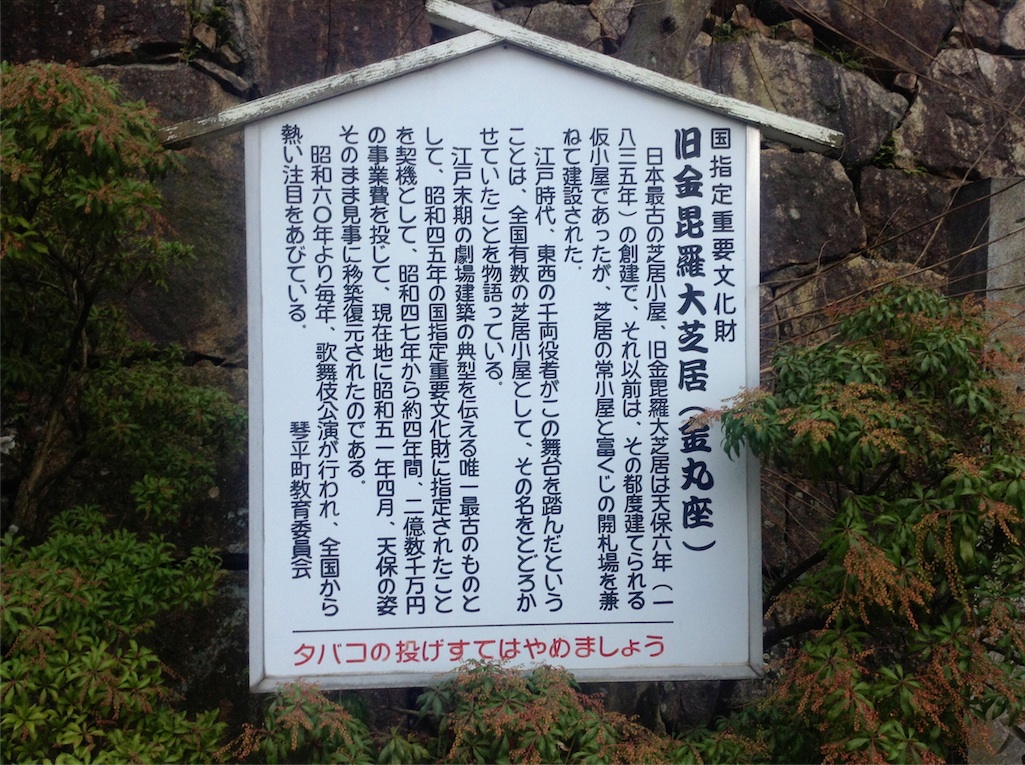 国指定重要文化財
旧金毘羅大芝居(金丸座)
日本最古の芝居小屋、旧金毘羅大芝居は天保六年(一
八三五年)の創建で、それ以前は、その都度建てられる
仮小屋であったが、芝居の常小屋と富くじの開札場を兼
ねて建設された.
江戸時代、東西の千両役者がこの舞台を踏んだという
ことは、全国有数の芝居小屋として、その名をとどろか
せていたことを物語っている.
江戸末期の劇場建築の典型を伝える唯一最古のものと
して、昭和四五年の国指定重要文化財に指定されたこと
を契機として、昭和四七年から約四年間、二億数千万円
の事業費を投じて、現在地に昭和五一年四月、天保の姿
そのまま見事に移築復元されたのである.
昭和六〇年より毎年、歌舞伎公演が行われ、全国から
熱い注目をあびている.
琴平町教育委員会
タバコの投げすてはやめましょう